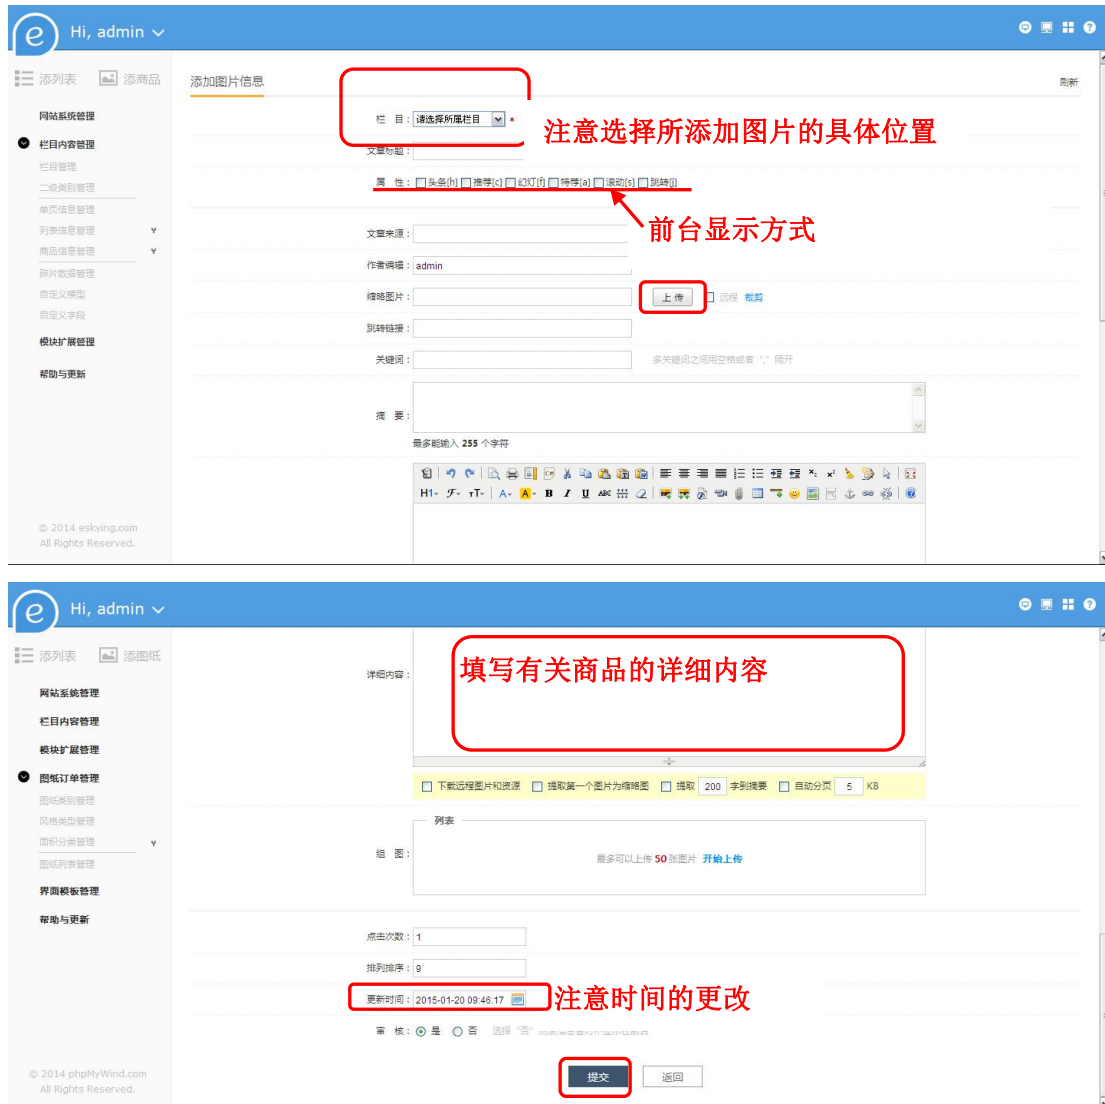 Hi, admin
添列表 添商品
添加图片信息
刷新
网站系统管理
栏目内容管理
栏目管理
二级类别管理
单页信息管理
列表信息管理
商品信息管理
碎片数据管理
自定义模型
自定义字段
模块扩展管理
帮助与更新
© 2014 eskying.com
All Rights Reserved.
栏 目： 请选择所属栏目 *
注意选择所添加图片的具体位置
文章标题：
属 性： 头条[h] 推荐[c] 幻灯[f] 特荐[a] 滚动[s] 跳转[j]
前台显示方式
文章来源：
作者编辑： admin
缩略图片： 上传 远程 裁剪
跳转链接：
关键词： 多关键词之间用空格或者 "," 隔开
摘 要：
最多能输入 255 个字符
Hi, admin
添列表 添图纸
网站系统管理
栏目内容管理
模块扩展管理
图纸订单管理
图纸类别管理
风格类型管理
面积分类管理
图纸列表管理
界面模板管理
帮助与更新
© 2014 phpMyWind.com
All Rights Reserved.
填写有关商品的详细内容
详细内容：
下载远程图片和资源 提取第一个图片为缩略图 提取 200 字到摘要 自动分页 5 KB
列表
组 图： 最多可以上传 50 张图片 开始上传
点击次数： 1
排列排序： 9
更新时间： 2015-01-20 09:46:17
注意时间的更改
审 核： 是 否 选择 "否"
提交 返回